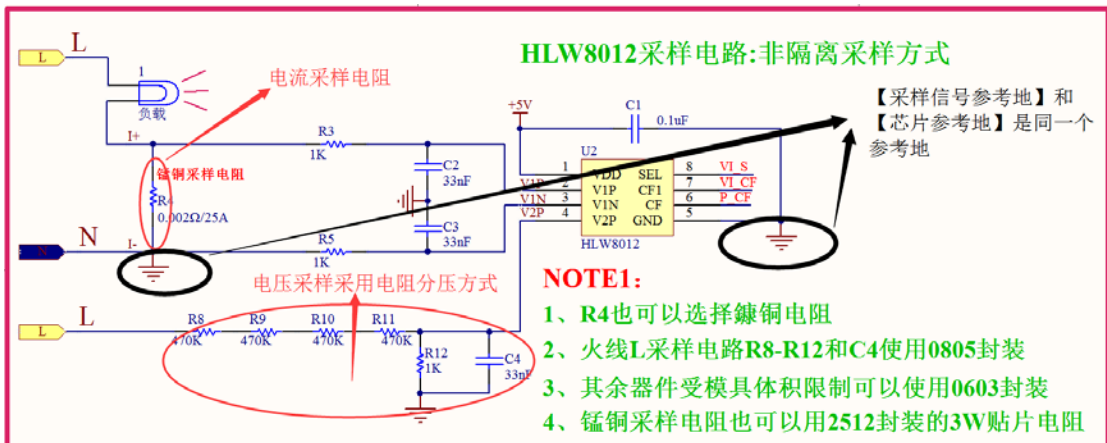 HLW8012采样电路:非隔离采样方式
L
L
1
负载
电流采样电阻
I+
R3
1K
锰铜采样电阻
R4
0.002Ω/25A
C2
33nF
C3
33nF
N
N
I-
R5
1K
+5V
C1
0.1uF
【采样信号参考地】和
【芯片参考地】是同一个
参考地
U2
1 VDD SEL 8 VI_S
V1P 2 V1P CF1 7 VI_CF
V1N 3 V1N CF 6 P_CF
V2P 4 V2P GND 5
HLW8012
电压采样采用电阻分压方式
L
L
R8
470K
R9
470K
R10
470K
R11
470K
R12
1K
C4
33nF
NOTE1:
1、R4也可以选择鏮铜电阻
2、火线L采样电路R8-R12和C4使用0805封装
3、其余器件受模具体积限制可以使用0603封装
4、锰铜采样电阻也可以用2512封装的3W贴片电阻